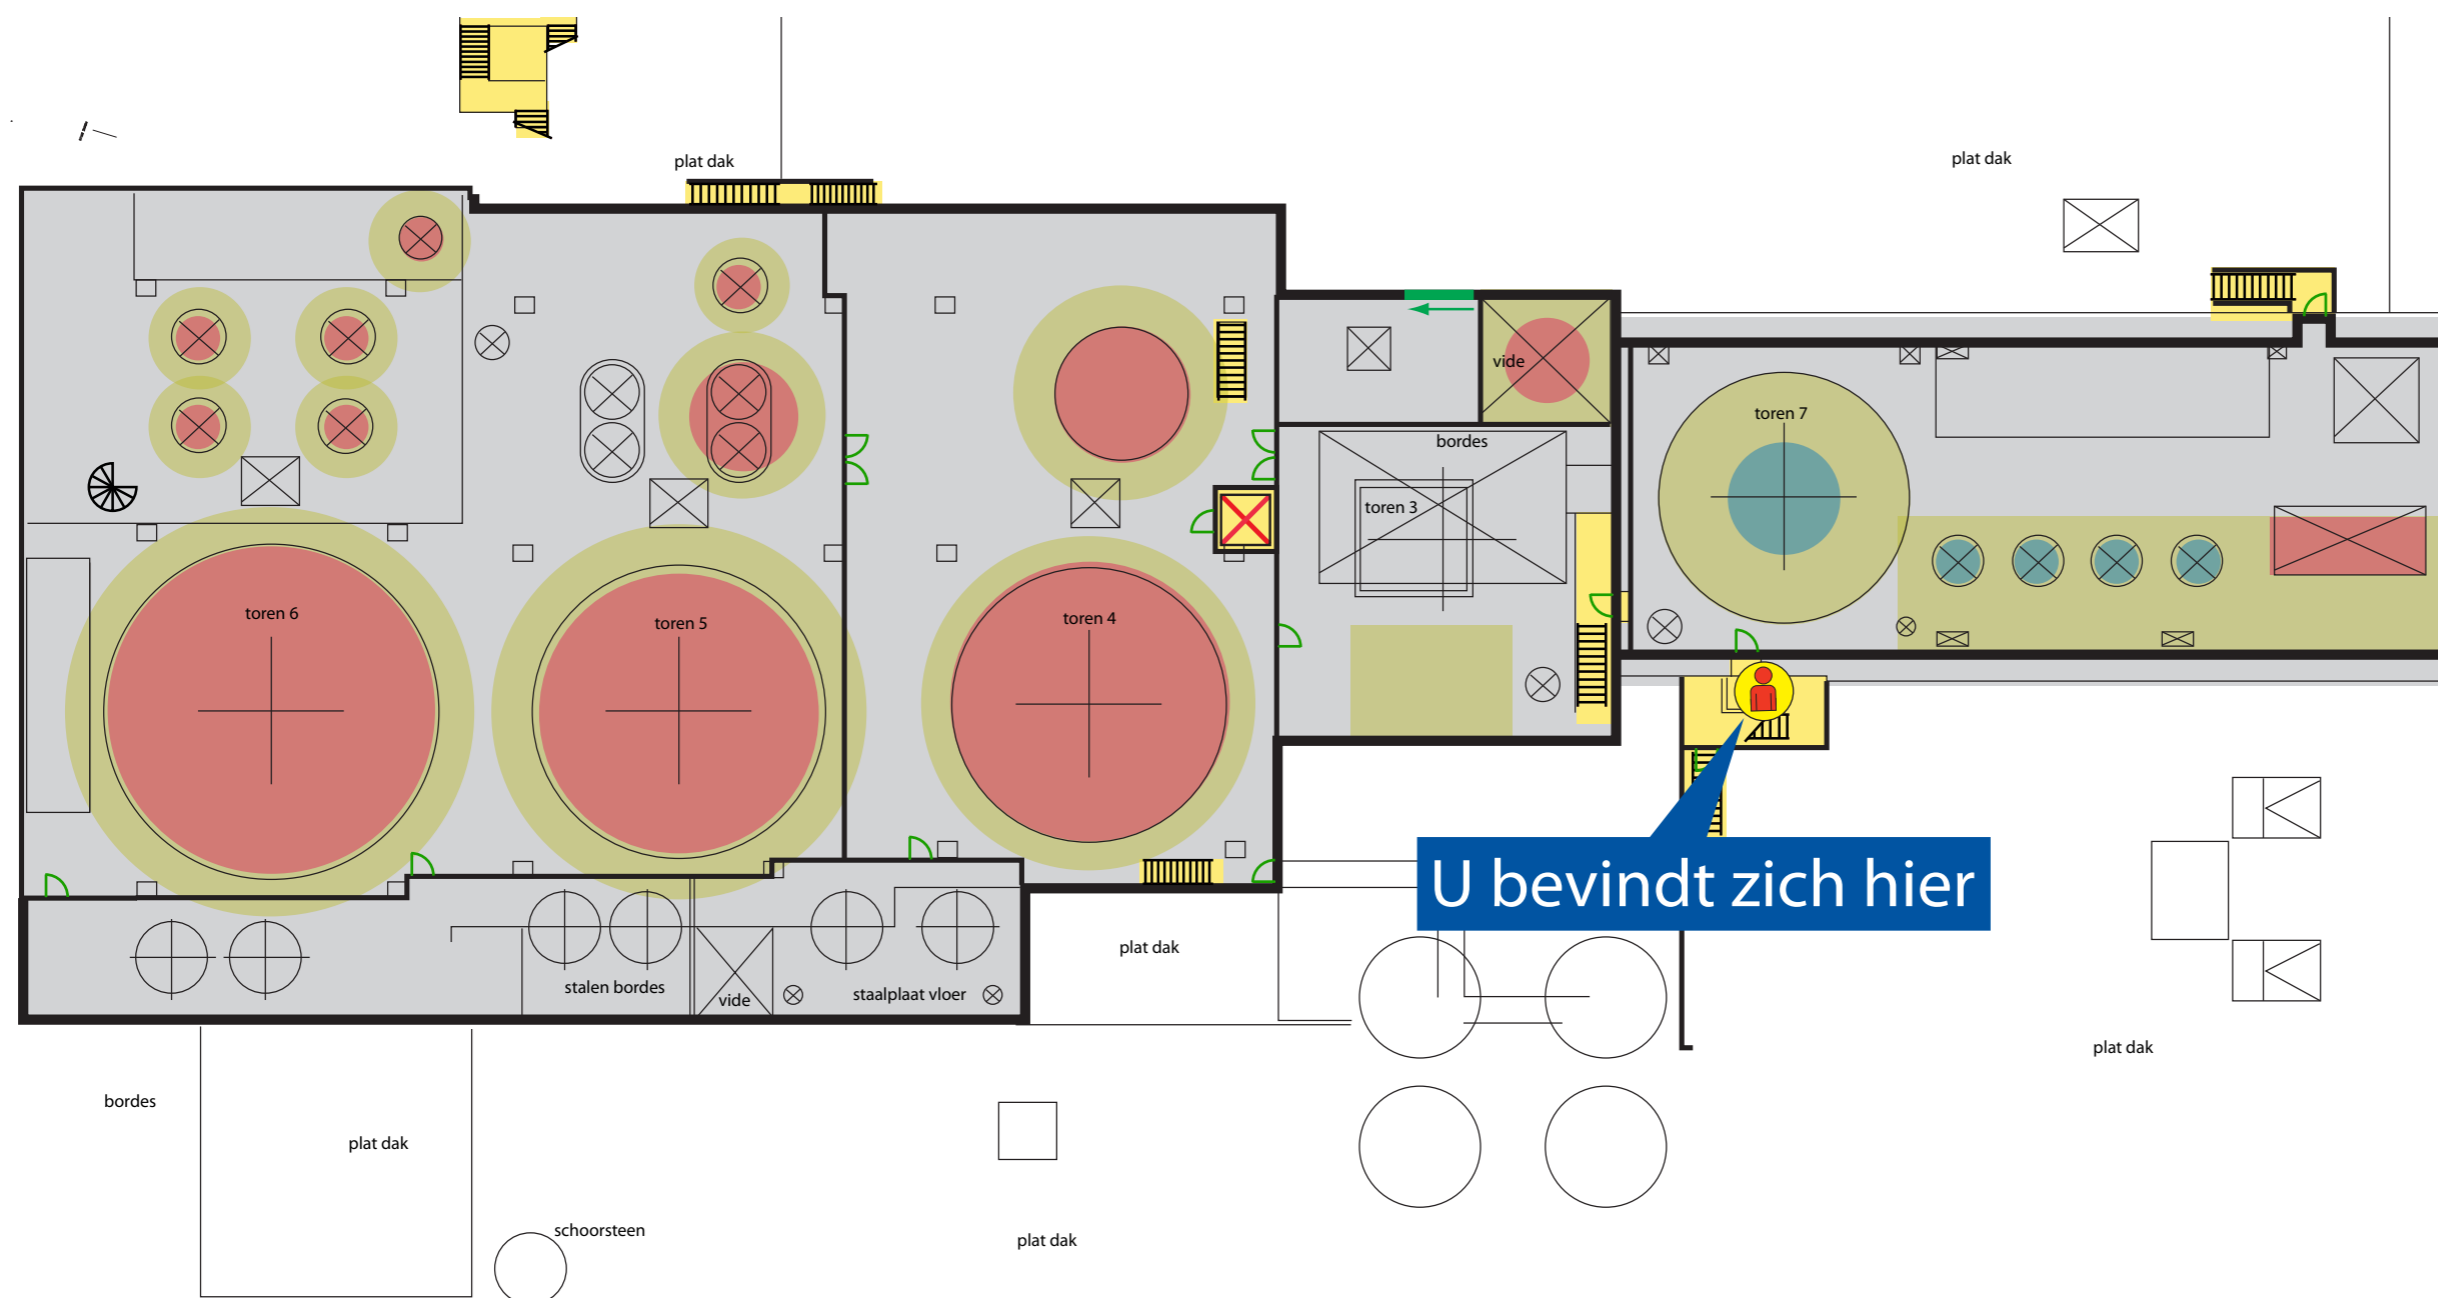 plat dak
plat dak
vide
toren 7
bordes
toren 3
toren 6
toren 5
toren 4
U bevindt zich hier
plat dak
stalen bordes
vide
staalplaat vloer
plat dak
bordes
plat dak
schoorsteen
plat dak